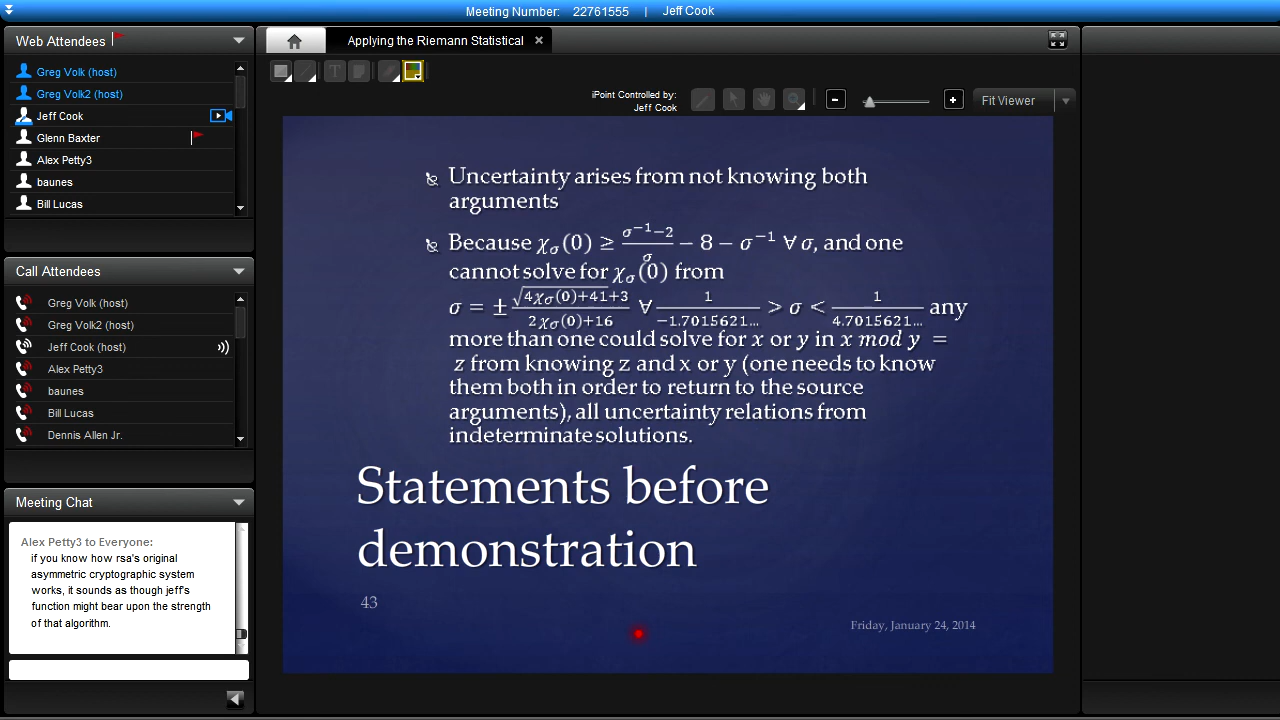 Meeting Number: 22761555 | Jeff Cook
Web Attendees
Greg Volk (host)
Greg Volk2 (host)
Jeff Cook
Glenn Baxter
Alex Petty3
baunes
Bill Lucas
Call Attendees
Greg Volk (host)
Greg Volk2 (host)
Jeff Cook (host)
Alex Petty3
baunes
Bill Lucas
Dennis Allen Jr.
Meeting Chat
Alex Petty3 to Everyone:
if you know how rsa's original
asymmetric cryptographic system
works, it sounds as though jeff's
function might bear upon the strength
of that algorithm.
Applying the Riemann Statistical
T
iPoint Controlled by:
Jeff Cook
Fit Viewer
Uncertainty arises from not knowing both
arguments
Because χσ(0) ≥ (σ⁻¹−2)/σ − 8 − σ⁻¹ ∀ σ, and one
cannot solve for χσ(0) from
σ = ± (√(4χσ(0)+41)+3)/(2χσ(0)+16) ∀ 1/(−1.7015621...) > σ < 1/(4.7015621...) any
more than one could solve for x or y in x mod y =
z from knowing z and x or y (one needs to know
them both in order to return to the source
arguments), all uncertainty relations from
indeterminate solutions.
Statements before
demonstration
43
Friday, January 24, 2014